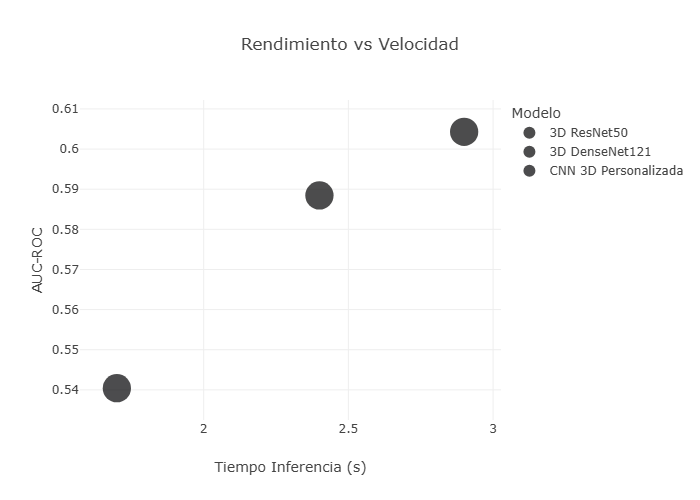 Rendimiento vs Velocidad
0.61
0.6
0.59
0.58
0.57
0.56
0.55
0.54
AUC-ROC
2
2.5
3
Tiempo Inferencia (s)
Modelo
3D ResNet50
3D DenseNet121
CNN 3D Personalizada